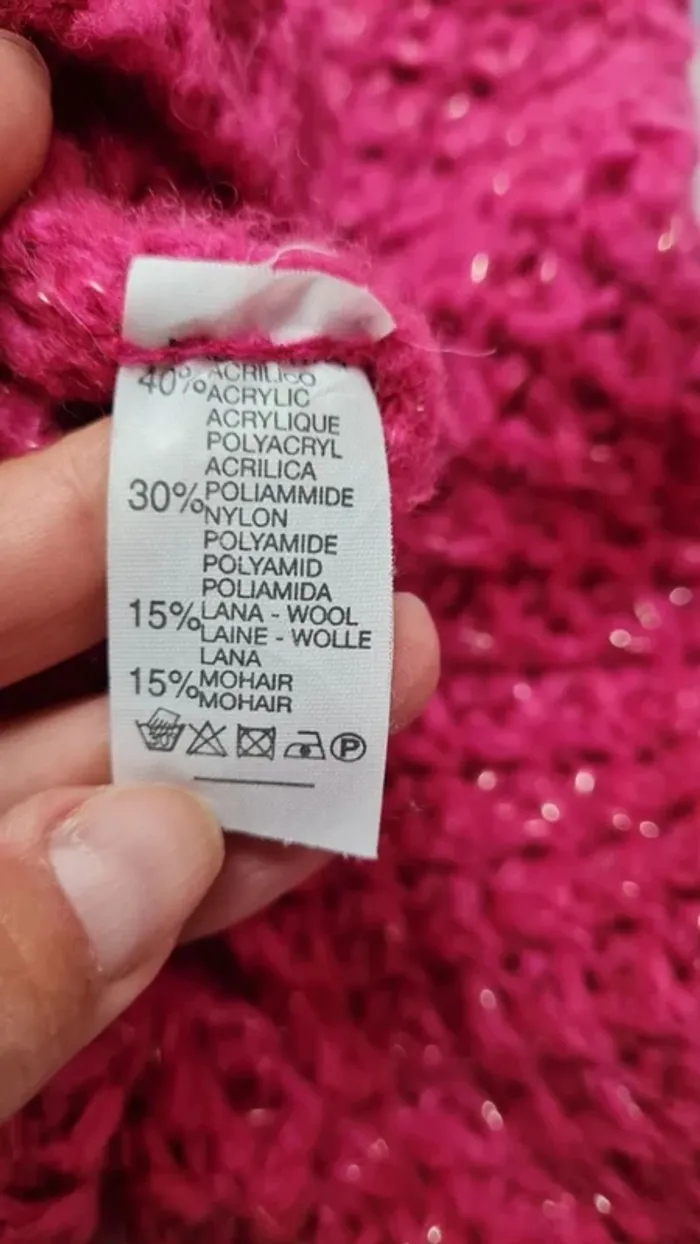 40% ACRILICO
ACRYLIC
ACRYLIQUE
POLYACRYL
ACRILICA
30% POLIAMMIDE
NYLON
POLYAMIDE
POLYAMID
POLIAMIDA
15% LANA - WOOL
LAINE - WOLLE
LANA
15% MOHAIR
MOHAIR
30 P